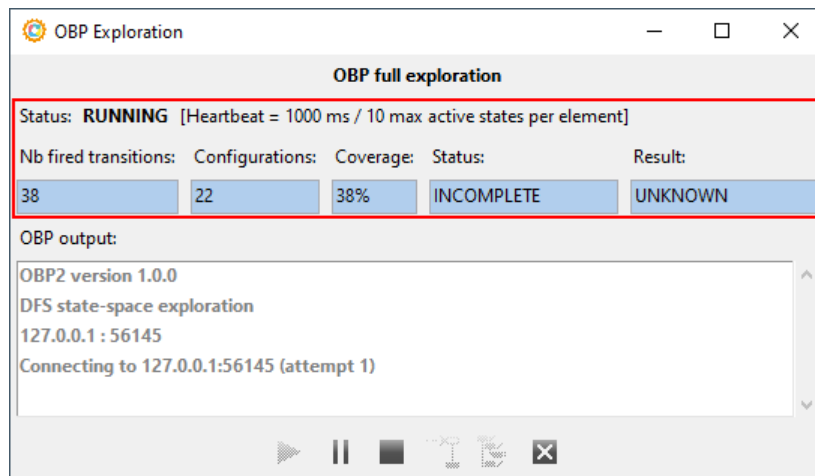 OBP Exploration
OBP full exploration
Status: RUNNING [Heartbeat = 1000 ms / 10 max active states per element]
Nb fired transitions: Configurations: Coverage: Status: Result:
38 22 38% INCOMPLETE UNKNOWN
OBP output:
OBP2 version 1.0.0
DFS state-space exploration
127.0.0.1 : 56145
Connecting to 127.0.0.1:56145 (attempt 1)